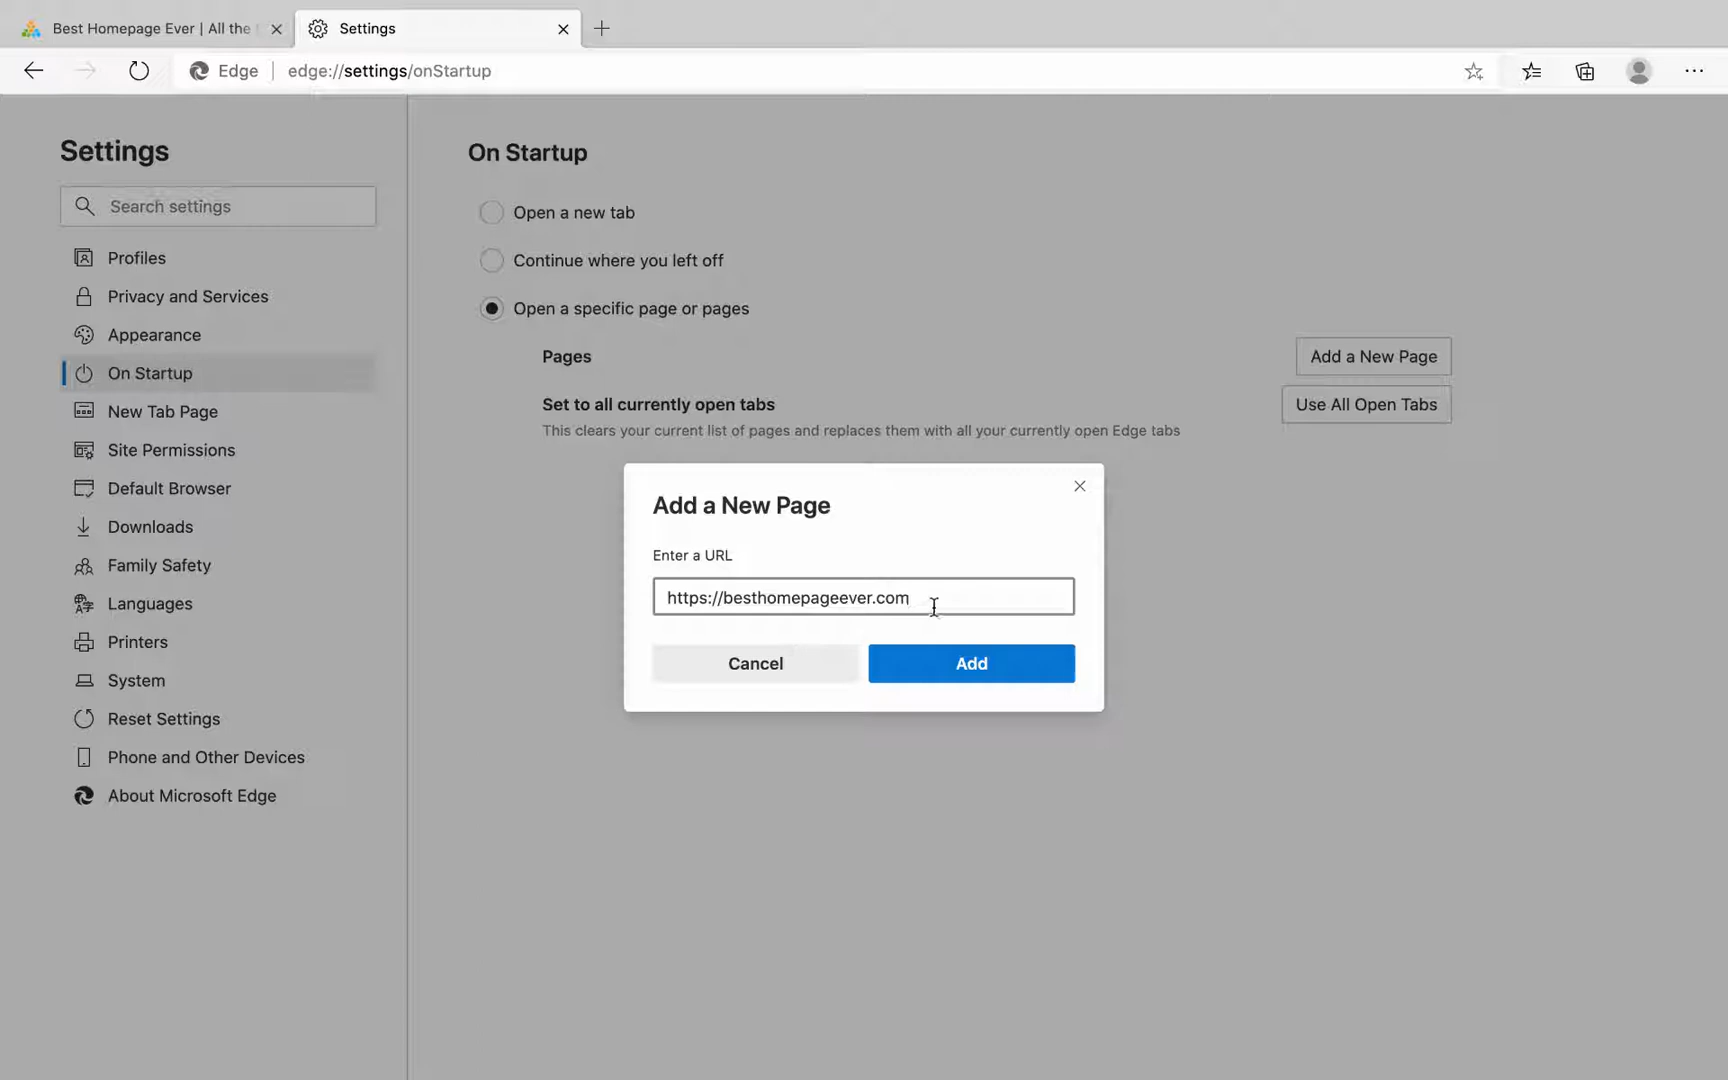 Best Homepage Ever | All the
Settings
Edge
edge://settings/onStartup
Settings
Search settings
Profiles
Privacy and Services
Appearance
On Startup
New Tab Page
Site Permissions
Default Browser
Downloads
Family Safety
Languages
Printers
System
Reset Settings
Phone and Other Devices
About Microsoft Edge
On Startup
Open a new tab
Continue where you left off
Open a specific page or pages
Pages
Add a New Page
Set to all currently open tabs
Use All Open Tabs
This clears your current list of pages and replaces them with all your currently open Edge tabs
Add a New Page
Enter a URL
https://besthomepageever.com
Cancel
Add